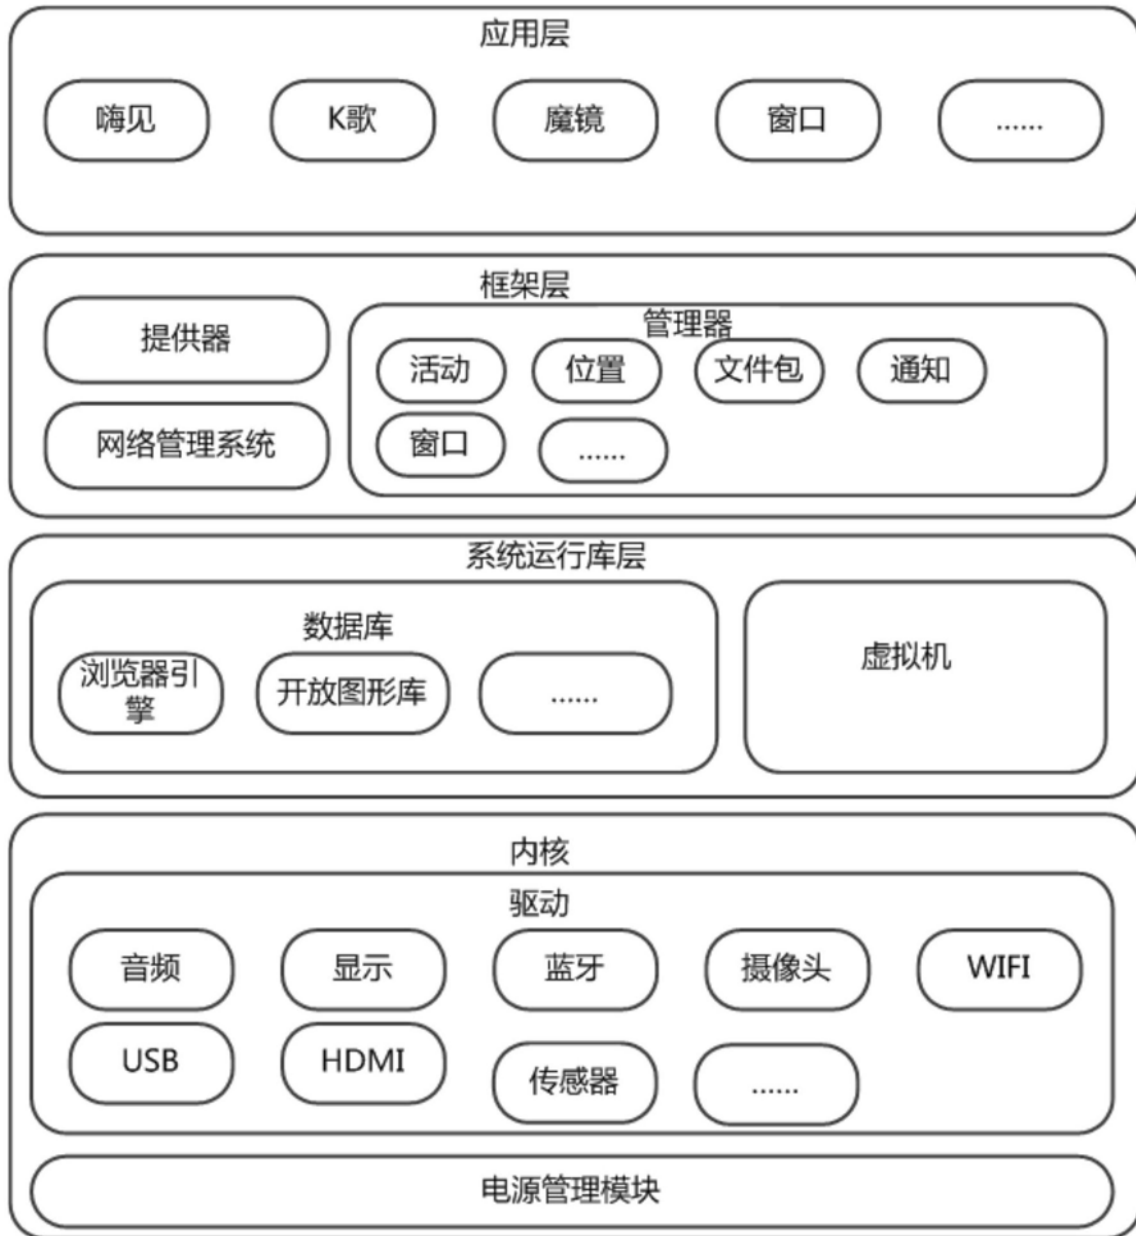 应用层
嗨见
K歌
魔镜
窗口
......
框架层
提供器
网络管理系统
管理器
活动
位置
文件包
通知
窗口
......
系统运行库层
数据库
浏览器引
擎
开放图形库
......
虚拟机
内核
驱动
音频
显示
蓝牙
摄像头
WIFI
USB
HDMI
传感器
......
电源管理模块